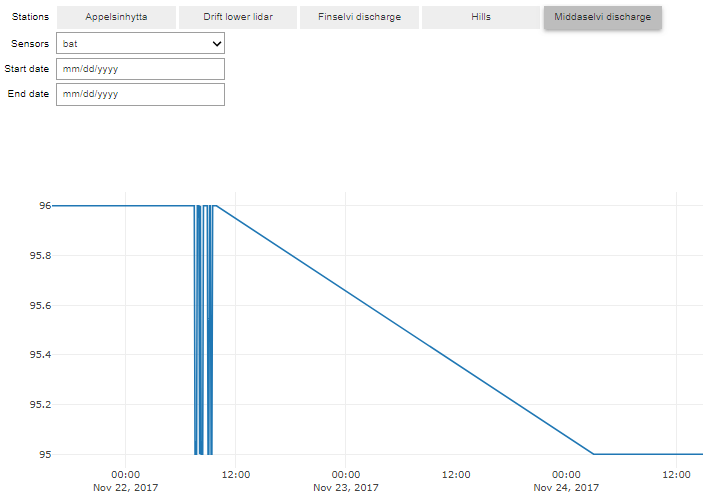 Stations Appelsinhytta Drift lower lidar Finselvi discharge Hills Middaselvi discharge
Sensors bat
Start date mm/dd/yyyy
End date mm/dd/yyyy
96
95.8
95.6
95.4
95.2
95
00:00 12:00 00:00 12:00 00:00 12:00
Nov 22, 2017 Nov 23, 2017 Nov 24, 2017